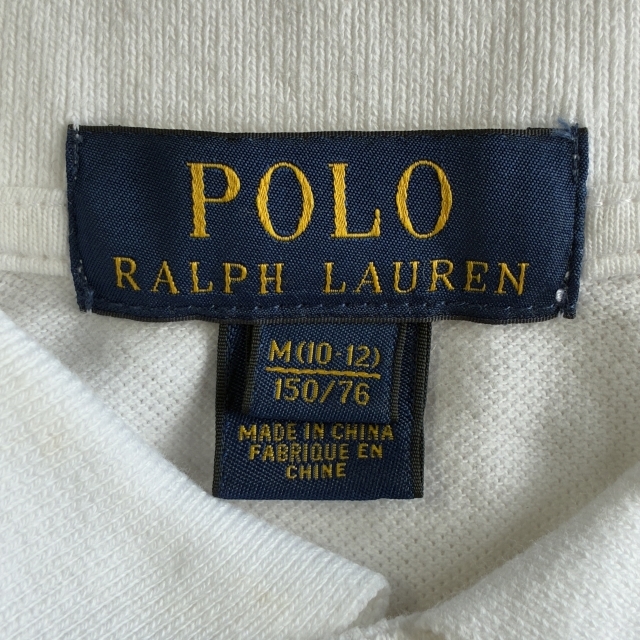 POLO
RALPH LAUREN
M(10-12)
150/76
MADE IN CHINA
FABRIQUE EN
CHINE